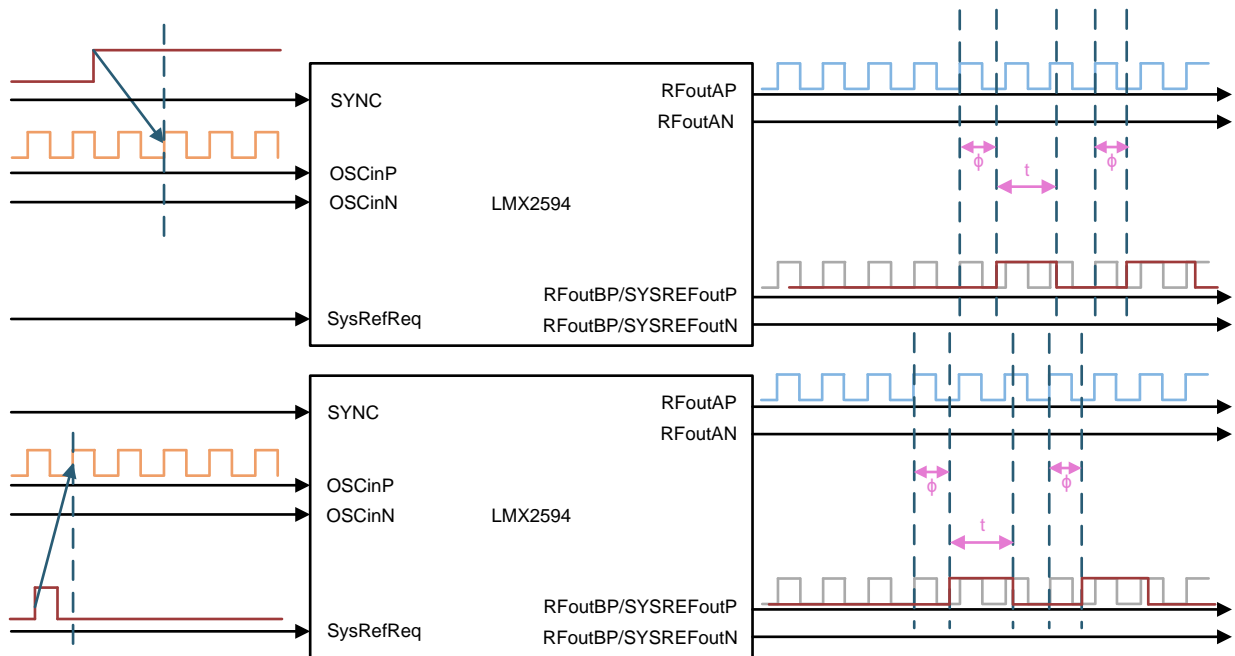 SYNC
OSCinP
OSCinN
LMX2594
SysRefReq
RFoutAP
RFoutAN
ϕ
t
ϕ
RFoutBP/SYSREFoutP
RFoutBP/SYSREFoutN
SYNC
OSCinP
OSCinN
LMX2594
SysRefReq
RFoutAP
RFoutAN
ϕ
ϕ
t
RFoutBP/SYSREFoutP
RFoutBP/SYSREFoutN